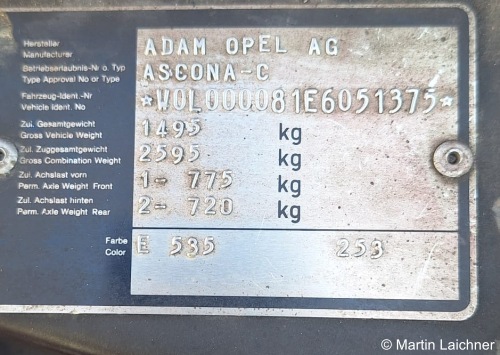 Hersteller
Manufacturer
ADAM OPEL AG
Betriebserlaubnis-Nr o. Typ
Type Approval No or Type
ASCONA-C
Fahrzeug-Ident.-Nr
Vehicle Ident. No
*W0L000081E6051375*
Zul. Gesamtgewicht
Gross Vehicle Weight
1495 kg
Zul. Zuggesamtgewicht
Gross Combination Weight
2595 kg
Zul. Achslast vorn
Perm. Axle Weight Front
1- 775 kg
Zul. Achslast hinten
Perm. Axle Weight Rear
2- 720 kg
Farbe
Color
E 535 253
© Martin Laichner